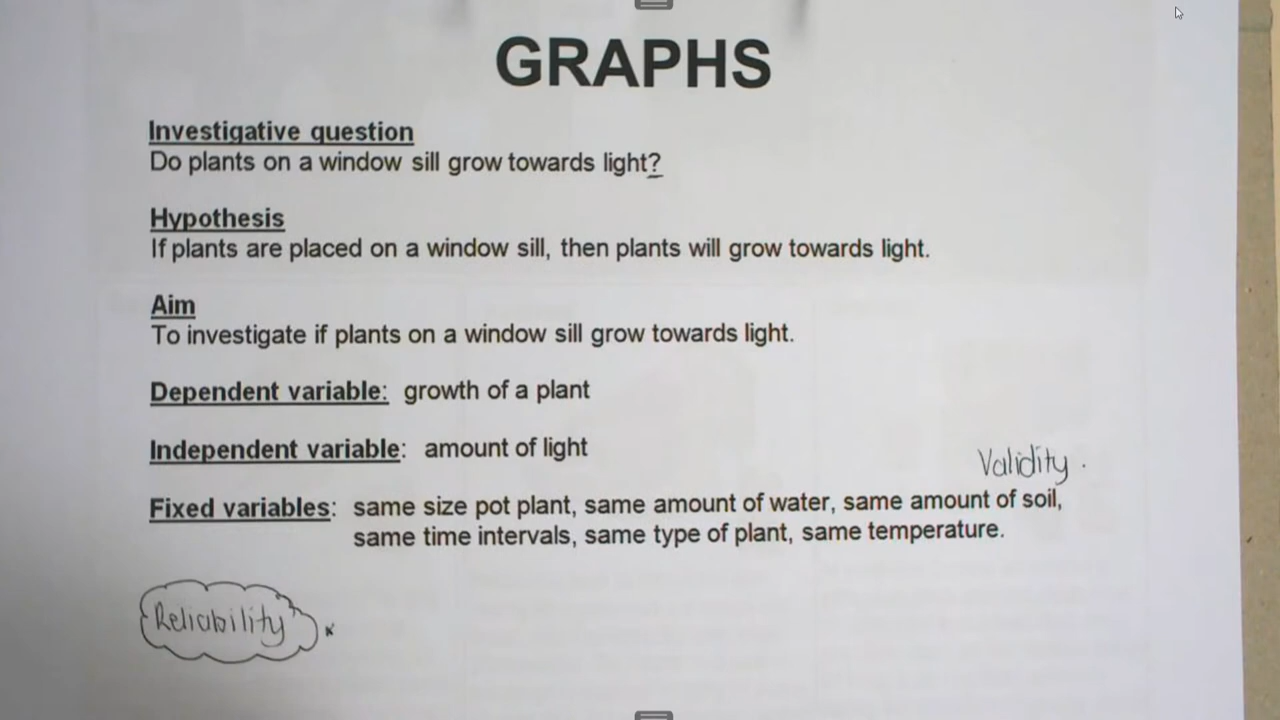 GRAPHS
Investigative question
Do plants on a window sill grow towards light?
Hypothesis
If plants are placed on a window sill, then plants will grow towards light.
Aim
To investigate if plants on a window sill grow towards light.
Dependent variable: growth of a plant
Independent variable: amount of light
Validity.
Fixed variables: same size pot plant, same amount of water, same amount of soil,
same time intervals, same type of plant, same temperature.
Reliability